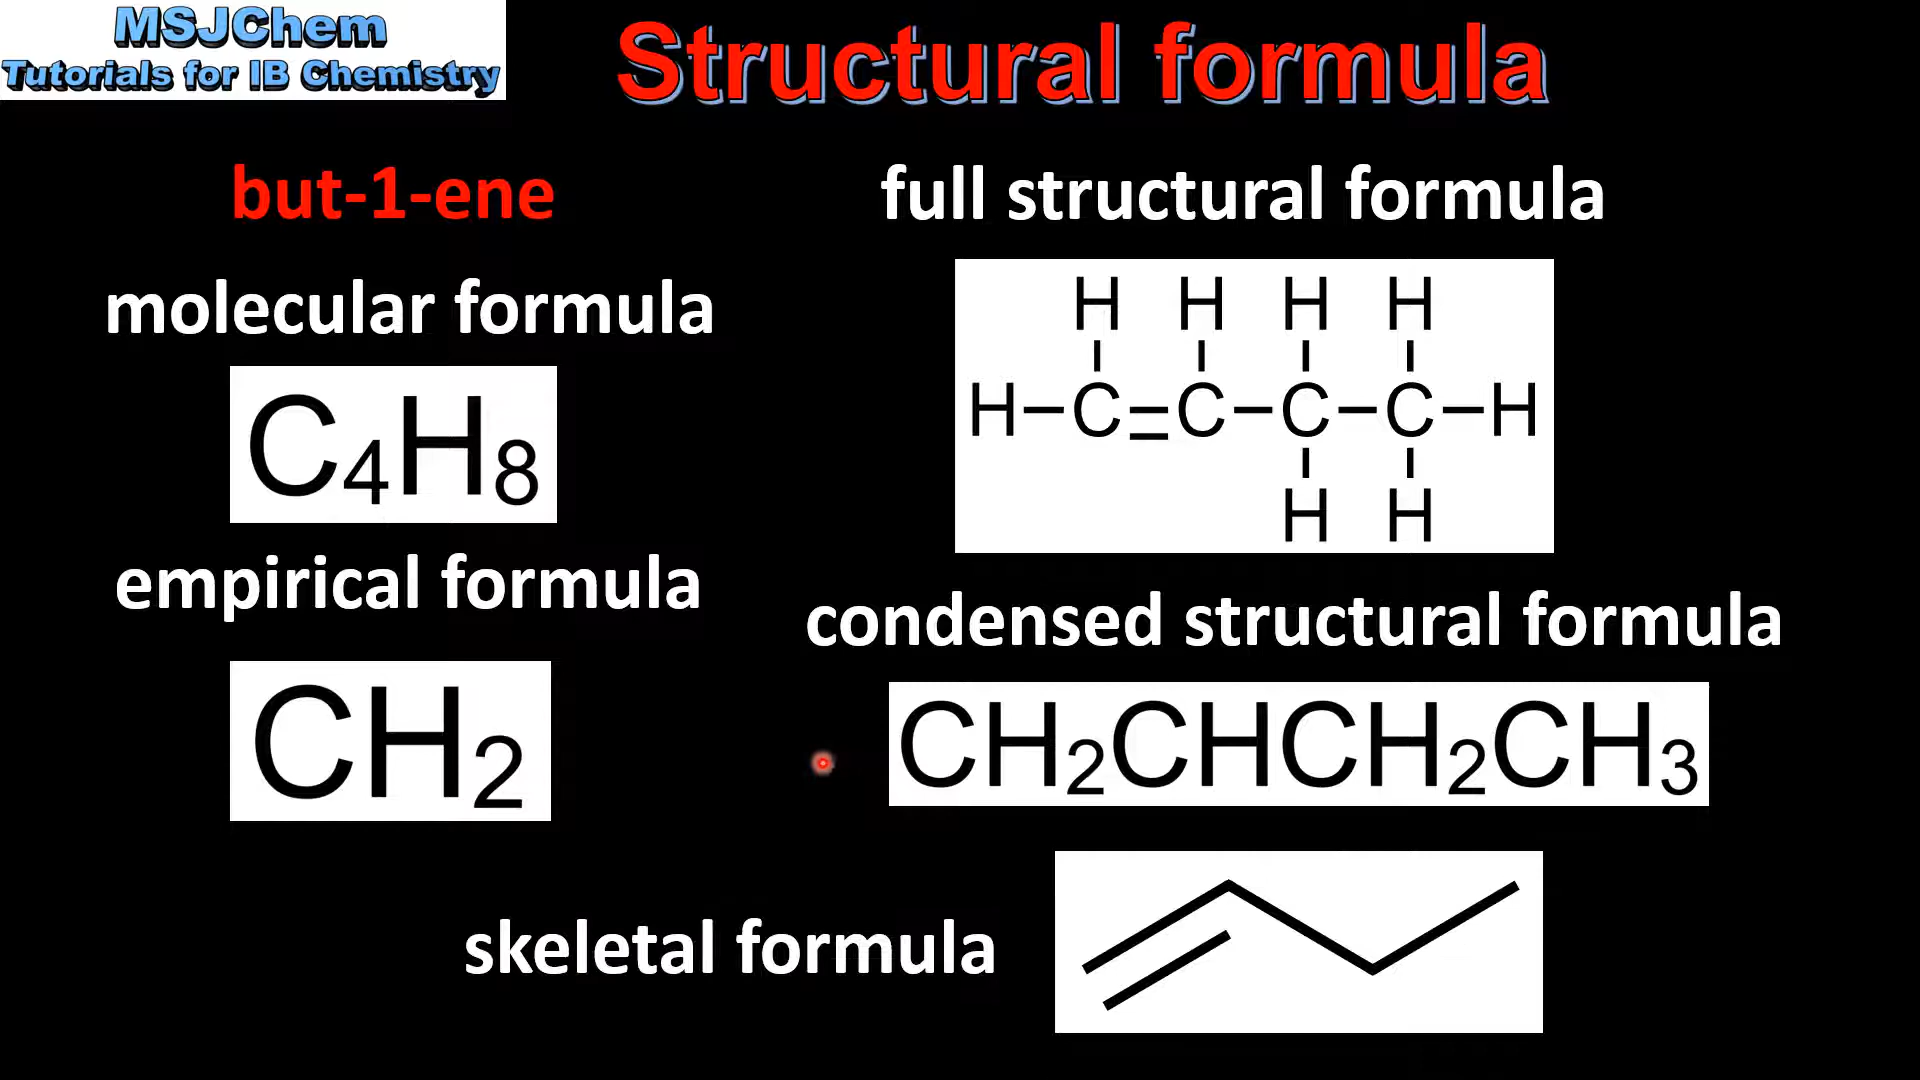 MSJChem
Tutorials for IB Chemistry
Structural formula
but-1-ene
molecular formula
C₄H₈
empirical formula
CH₂
full structural formula
H H H H
H–C=C–C–C–H
H H
condensed structural formula
CH₂CHCH₂CH₃
skeletal formula